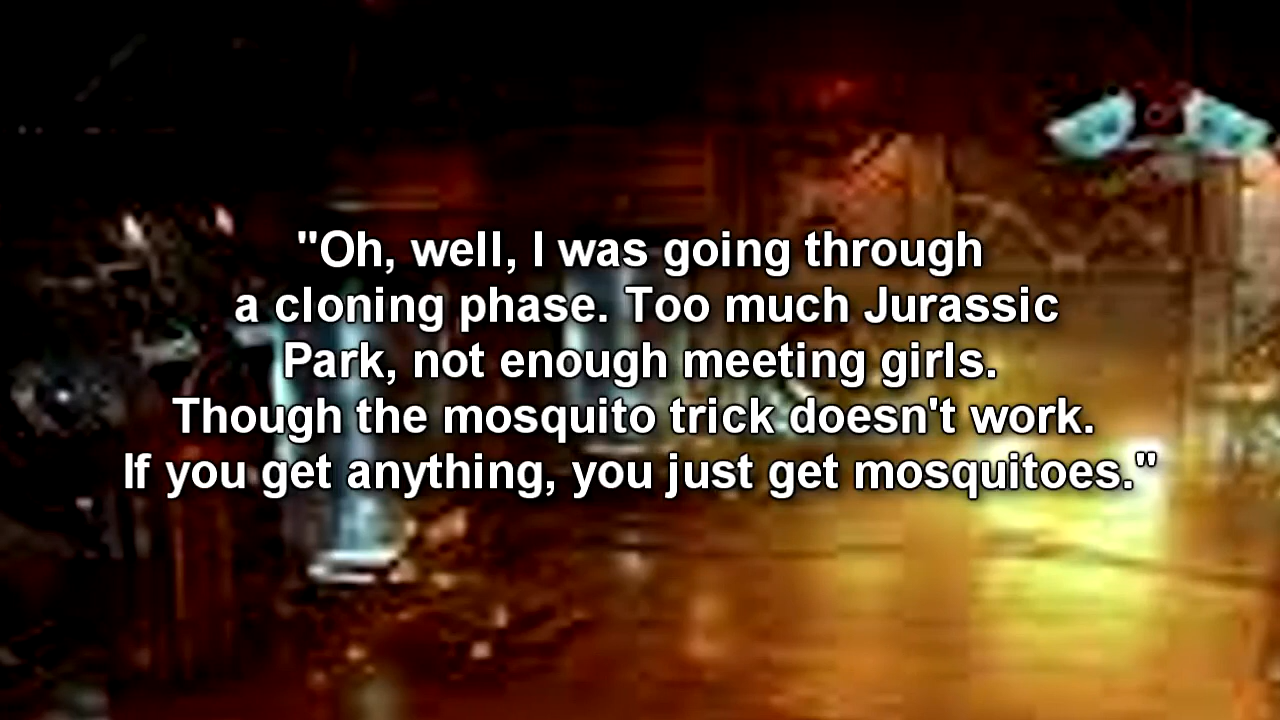 "Oh, well, I was going through
a cloning phase. Too much Jurassic
Park, not enough meeting girls.
Though the mosquito trick doesn't work.
If you get anything, you just get mosquitoes."